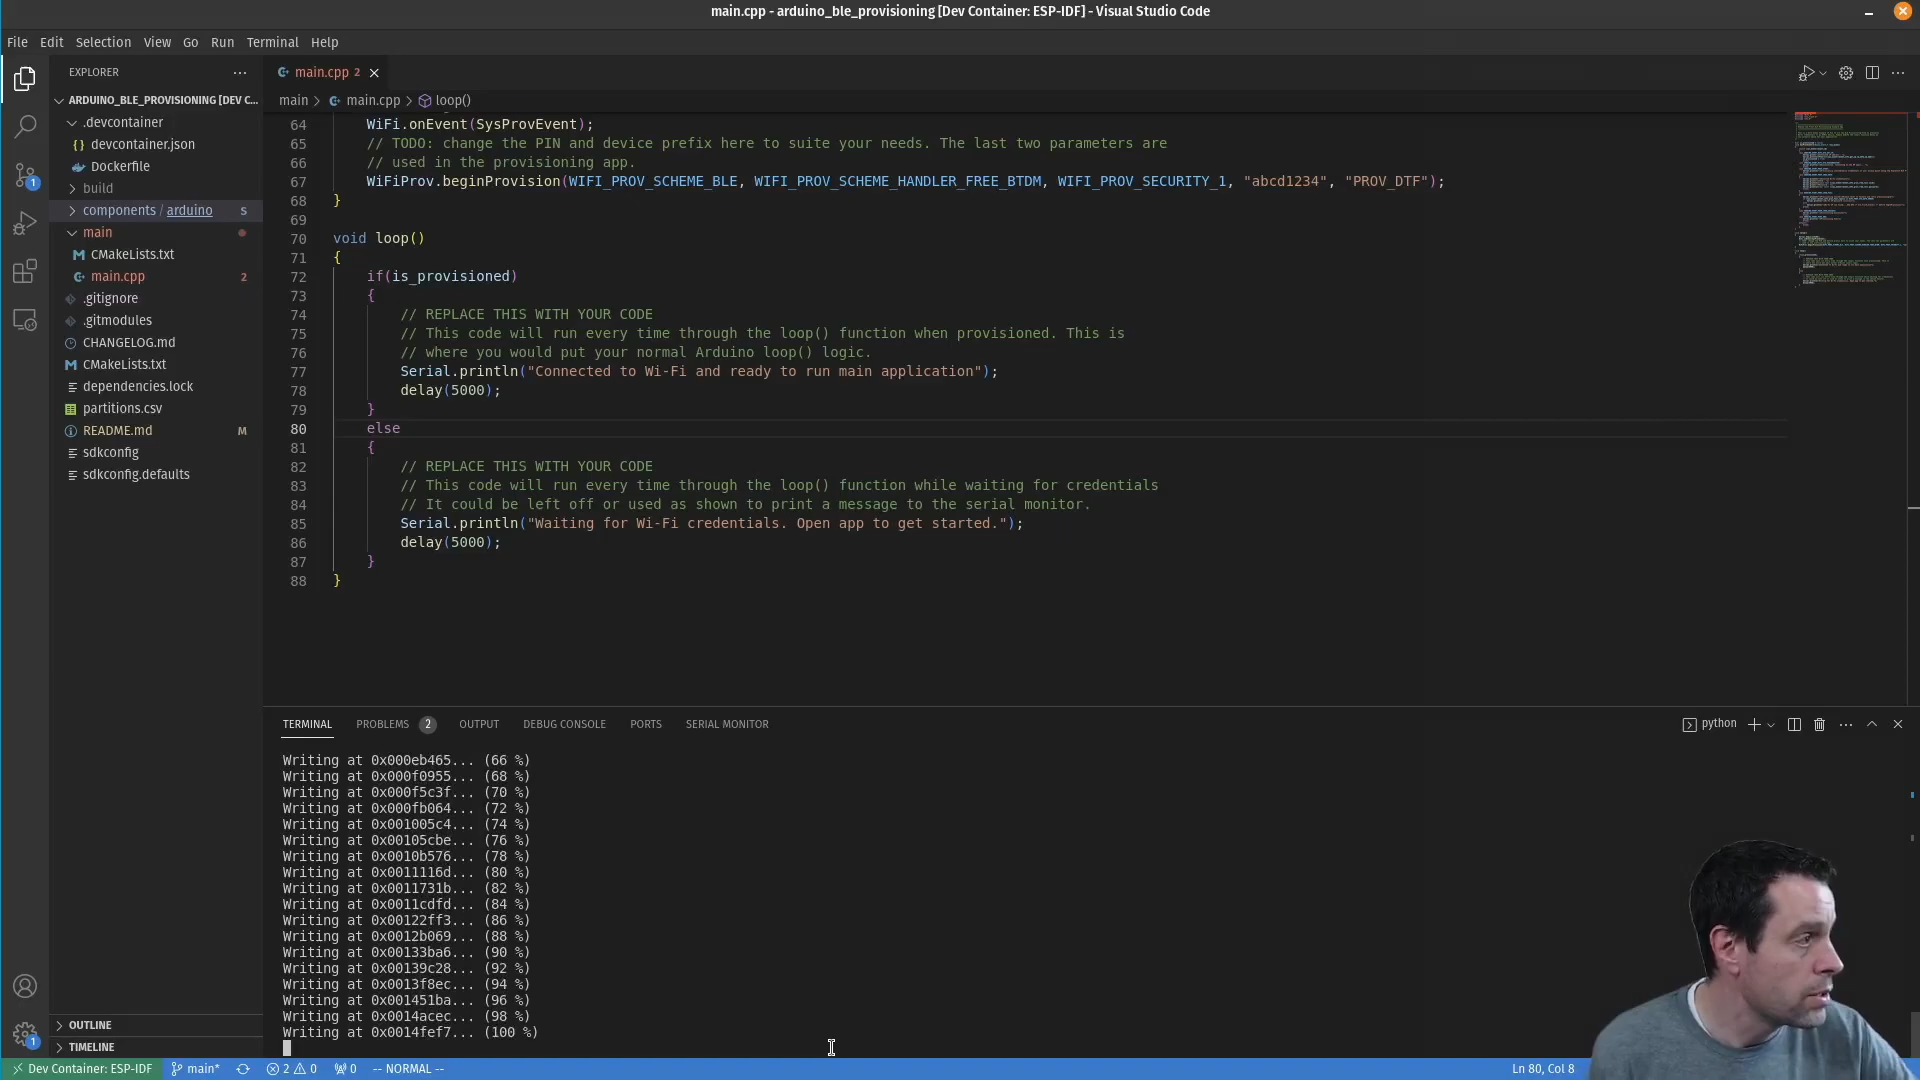 main.cpp - arduino_ble_provisioning [Dev Container: ESP-IDF] - Visual Studio Code
File Edit Selection View Go Run Terminal Help
EXPLORER
ARDUINO_BLE_PROVISIONING [DEV C...
.devcontainer
devcontainer.json
Dockerfile
build
components / arduino S
main
CMakeLists.txt
main.cpp 2
.gitignore
.gitmodules
CHANGELOG.md
CMakeLists.txt
dependencies.lock
partitions.csv
README.md M
sdkconfig
sdkconfig.defaults
OUTLINE
TIMELINE
1
1
main.cpp 2
main > main.cpp > loop()
64 WiFi.onEvent(SysProvEvent);
65 // TODO: change the PIN and device prefix here to suite your needs. The last two parameters are
66 // used in the provisioning app.
67 WiFiProv.beginProvision(WIFI_PROV_SCHEME_BLE, WIFI_PROV_SCHEME_HANDLER_FREE_BTDM, WIFI_PROV_SECURITY_1, "abcd1234", "PROV_DTF");
68 }
69
70 void loop()
71 {
72 if(is_provisioned)
73 {
74 // REPLACE THIS WITH YOUR CODE
75 // This code will run every time through the loop() function when provisioned. This is
76 // where you would put your normal Arduino loop() logic.
77 Serial.println("Connected to Wi-Fi and ready to run main application");
78 delay(5000);
79 }
80 else
81 {
82 // REPLACE THIS WITH YOUR CODE
83 // This code will run every time through the loop() function while waiting for credentials
84 // It could be left off or used as shown to print a message to the serial monitor.
85 Serial.println("Waiting for Wi-Fi credentials. Open app to get started.");
86 delay(5000);
87 }
88 }
TERMINAL PROBLEMS 2 OUTPUT DEBUG CONSOLE PORTS SERIAL MONITOR
python
Writing at 0x000eb465... (66 %)
Writing at 0x000f0955... (68 %)
Writing at 0x000f5c3f... (70 %)
Writing at 0x000fb064... (72 %)
Writing at 0x001005c4... (74 %)
Writing at 0x00105cbe... (76 %)
Writing at 0x0010b576... (78 %)
Writing at 0x0011116d... (80 %)
Writing at 0x0011731b... (82 %)
Writing at 0x0011cdfd... (84 %)
Writing at 0x00122ff3... (86 %)
Writing at 0x0012b069... (88 %)
Writing at 0x00133ba6... (90 %)
Writing at 0x00139c28... (92 %)
Writing at 0x0013f8ec... (94 %)
Writing at 0x001451ba... (96 %)
Writing at 0x0014acec... (98 %)
Writing at 0x0014fef7... (100 %)
Dev Container: ESP-IDF main* 2 0 0 -- NORMAL -- Ln 80, Col 8